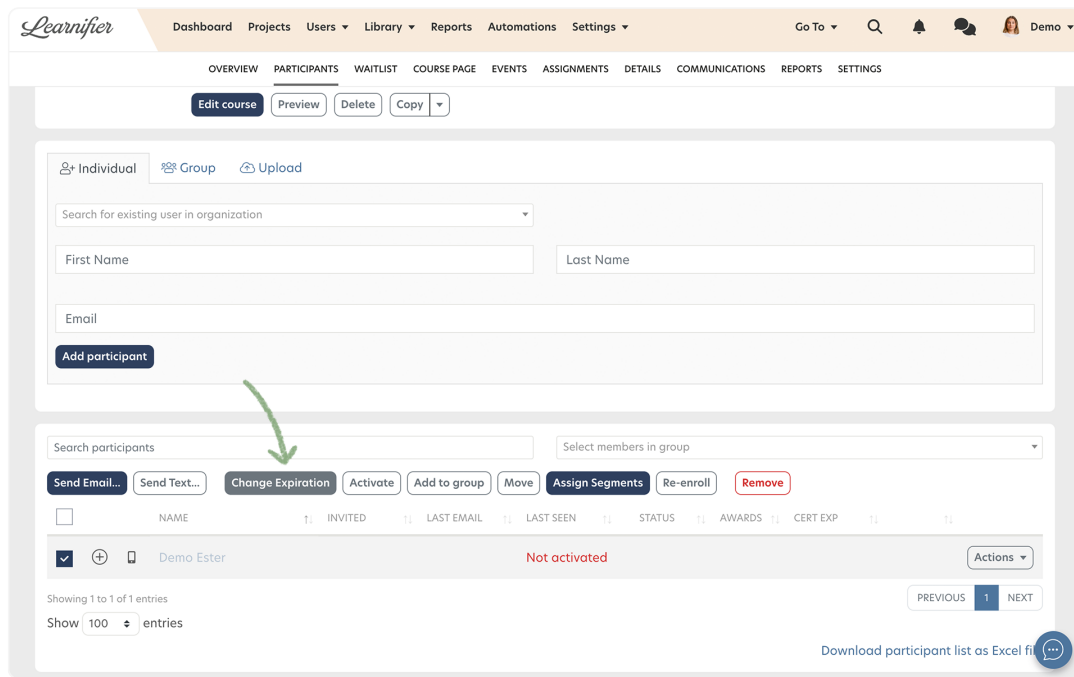 Learnifier Dashboard Projects Users Library Reports Automations Settings Go To Demo
OVERVIEW PARTICIPANTS WAITLIST COURSE PAGE EVENTS ASSIGNMENTS DETAILS COMMUNICATIONS REPORTS SETTINGS
Edit course Preview Delete Copy
Individual Group Upload
Search for existing user in organization
First Name Last Name
Email
Add participant
Search participants Select members in group
Send Email... Send Text... Change Expiration Activate Add to group Move Assign Segments Re-enroll Remove
NAME INVITED LAST EMAIL LAST SEEN STATUS AWARDS CERT EXP
Demo Ester Not activated Actions
Showing 1 to 1 of 1 entries PREVIOUS 1 NEXT
Show 100 entries
Download participant list as Excel